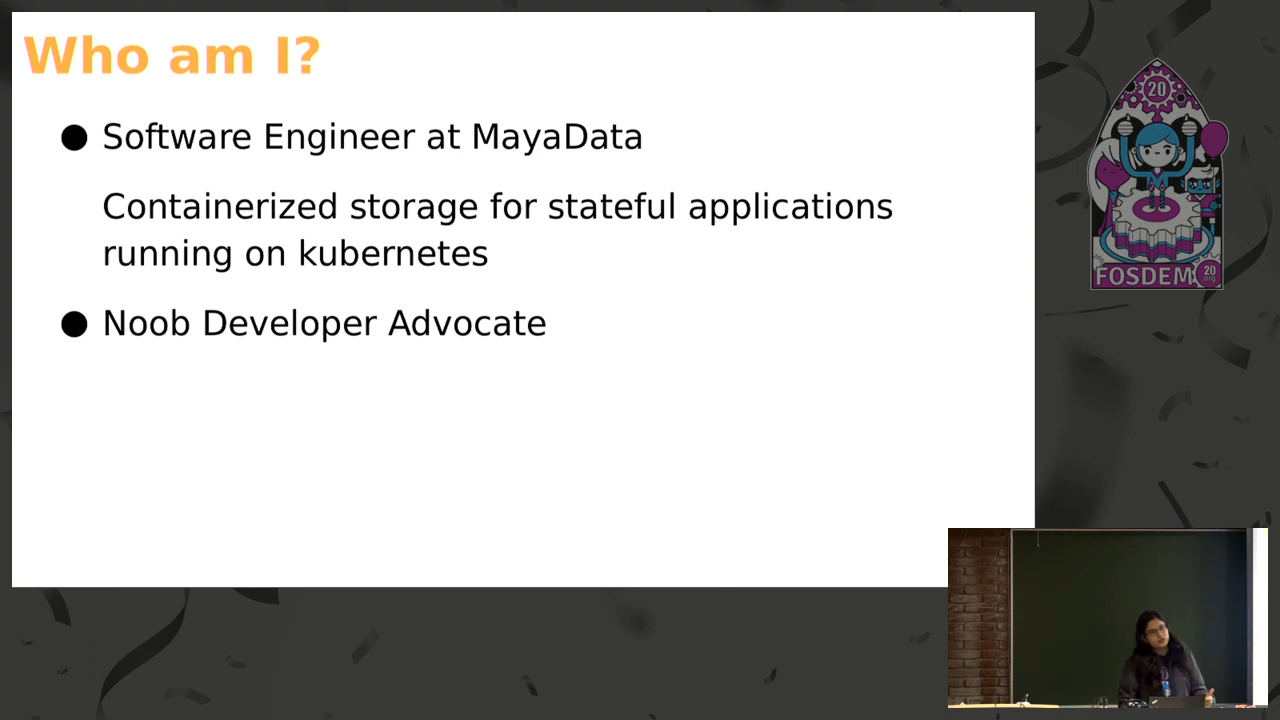 Who am I?
● Software Engineer at MayaData
Containerized storage for stateful applications
running on kubernetes
● Noob Developer Advocate
20
FOSDEM
20
org